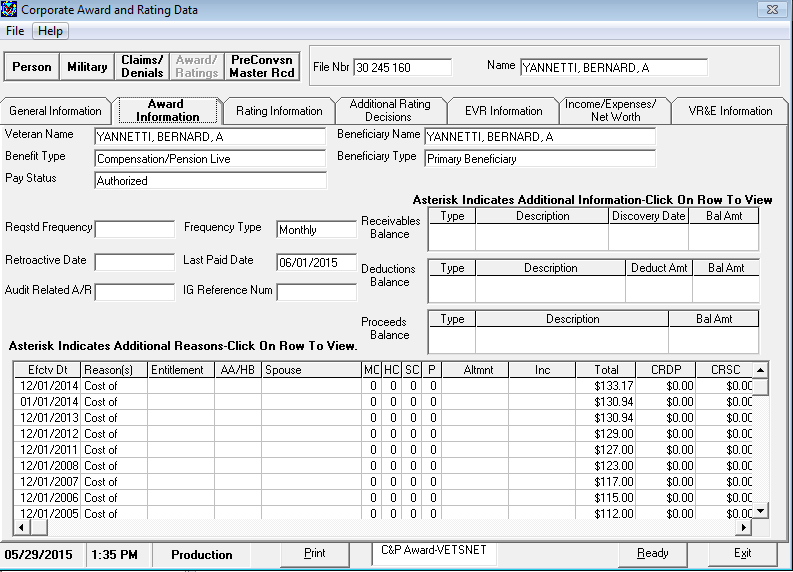 Corporate Award and Rating Data
File Help
Person Military Claims/ Denials Award/ Ratings PreConvsn Master Rcd File Nbr 30 245 160 Name YANNETTI, BERNARD, A
General Information Award Information Rating Information Additional Rating Decisions EVR Information Income/Expenses/ Net Worth VR&E Information
Veteran Name YANNETTI, BERNARD, A Beneficiary Name YANNETTI, BERNARD, A
Benefit Type Compensation/Pension Live Beneficiary Type Primary Beneficiary
Pay Status Authorized
Asterisk Indicates Additional Information-Click On Row To View
Reqstd Frequency Frequency Type Monthly Receivables Balance Type Description Discovery Date Bal Amt
Retroactive Date Last Paid Date 06/01/2015 Deductions Balance Type Description Deduct Amt Bal Amt
Audit Related A/R IG Reference Num
Proceeds Balance Type Description Bal Amt
Asterisk Indicates Additional Reasons-Click On Row To View.
Efctv Dt Reason(s) Entitlement AA/HB Spouse MC HC SC P Altmnt Inc Total CRDP CRSC
12/01/2014 Cost of 0 0 0 0 $133.17 $0.00 $0.00
01/01/2014 Cost of 0 0 0 0 $130.94 $0.00 $0.00
12/01/2013 Cost of 0 0 0 0 $130.94 $0.00 $0.00
12/01/2012 Cost of 0 0 0 0 $129.00 $0.00 $0.00
12/01/2011 Cost of 0 0 0 0 $127.00 $0.00 $0.00
12/01/2008 Cost of 0 0 0 0 $123.00 $0.00 $0.00
12/01/2007 Cost of 0 0 0 0 $117.00 $0.00 $0.00
12/01/2006 Cost of 0 0 0 0 $115.00 $0.00 $0.00
12/01/2005 Cost of 0 0 0 0 $112.00 $0.00 $0.00
05/29/2015 1:35 PM Production Print C&P Award-VETSNET Ready Exit